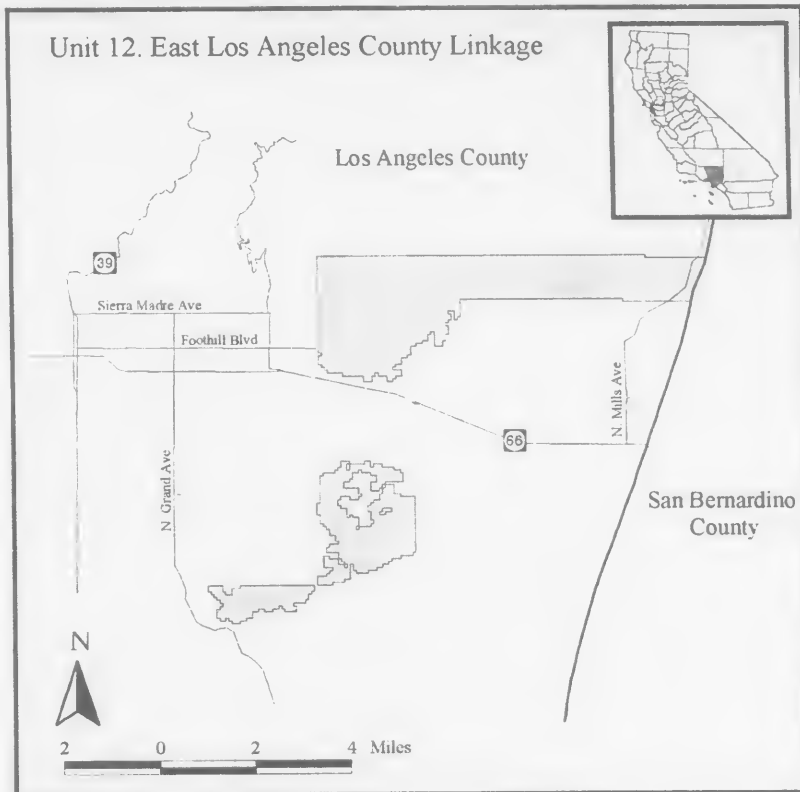 Unit 12. East Los Angeles County Linkage
Los Angeles County
39
Sierra Madre Ave
Foothill Blvd
N. Grand Ave
N. Mills Ave
66
San Bernardino
County
N
2 0 2 4 Miles